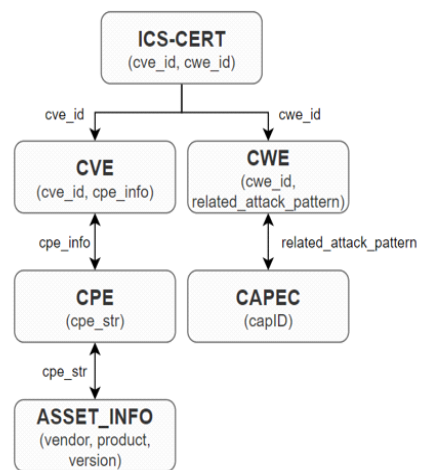 ICS-CERT
(cve_id, cwe_id)
cve_id
cwe_id
CVE
(cve_id, cpe_info)
CWE
(cwe_id,
related_attack_pattern)
cpe_info
related_attack_pattern
CPE
(cpe_str)
CAPEC
(capID)
cpe_str
ASSET_INFO
(vendor, product,
version)